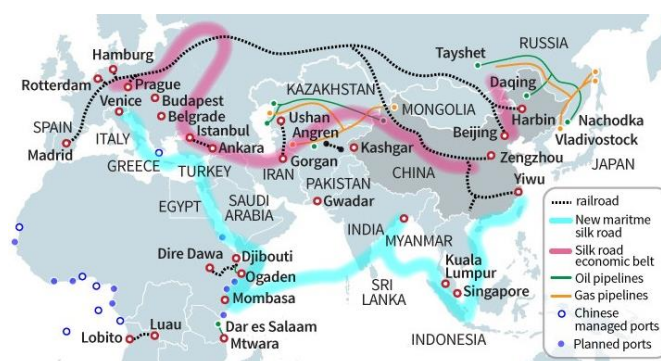 Hamburg
Rotterdam
Prague
Venice
Budapest
Belgrade
SPAIN
ITALY
Madrid
GREECE
Istanbul
Ankara
TURKEY
KAZAKHSTAN
Ushan
Angren
Gorgan
IRAN
Kashgar
MONGOLIA
RUSSIA
Tayshet
Daqing
Harbin
Beijing
Nachodka
Vladivostock
JAPAN
Zengzhou
CHINA
Yiwu
PAKISTAN
Gwadar
EGYPT
SAUDI
ARABIA
INDIA
MYANMAR
Dire Dawa
Djibouti
Ogaden
Mombasa
SRI
LANKA
Kuala
Lumpur
Singapore
INDONESIA
Lobito
Luau
Dar es Salaam
Mtwara
railroad
New maritme
silk road
Silk road
economic belt
Oil pipelines
Gas pipelines
Chinese
managed ports
Planned ports